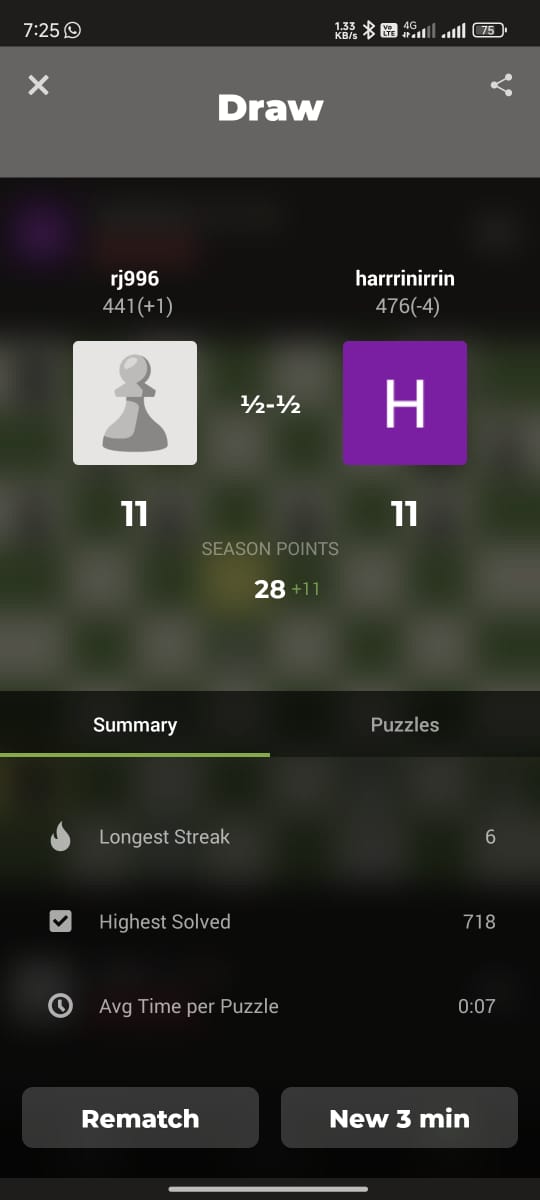 7:25
1.33
KB/s
Vo
LTE
4G
75
Draw
rj996
harrrinirrin
441(+1)
476(-4)
½-½
H
11
11
SEASON POINTS
28 +11
Summary
Puzzles
Longest Streak
6
Highest Solved
718
Avg Time per Puzzle
0:07
Rematch
New 3 min